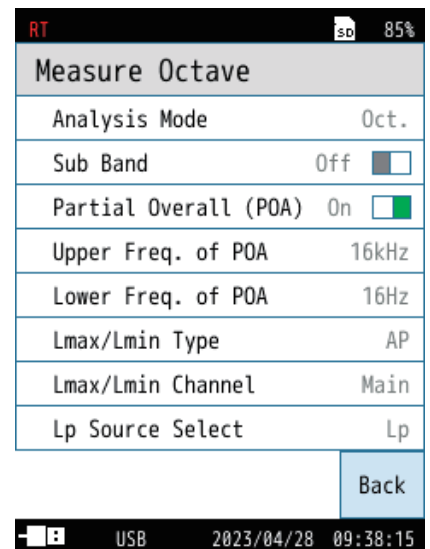 RT SD 85%
Measure Octave
Analysis Mode Oct.
Sub Band Off
Partial Overall (POA) On
Upper Freq. of POA 16kHz
Lower Freq. of POA 16Hz
Lmax/Lmin Type AP
Lmax/Lmin Channel Main
Lp Source Select Lp
Back
USB 2023/04/28 09:38:15